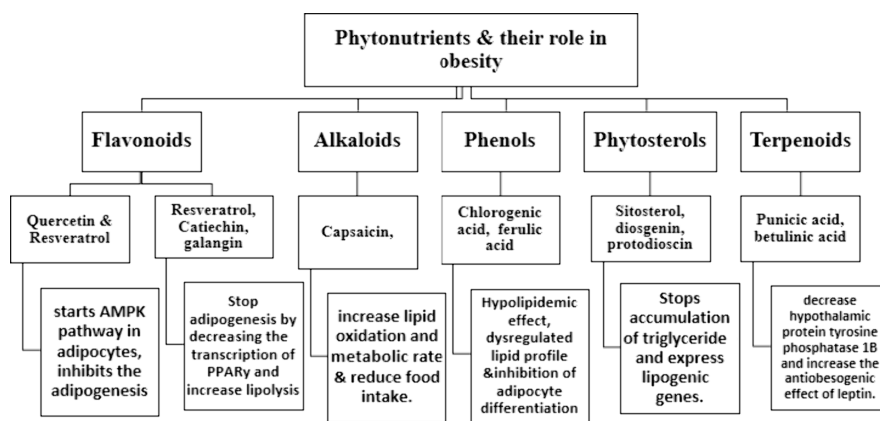 Phytonutrients & their role in
obesity
Flavonoids
Alkaloids
Phenols
Phytosterols
Terpenoids
Quercetin &
Resveratrol
Resveratrol,
Catiechin,
galangin
Capsaicin,
Chlorogenic
acid, ferulic
acid
Sitosterol,
diosgenin,
protodioscin
Punicic acid,
betulinic acid
starts AMPK
pathway in
adipocytes,
inhibits the
adipogenesis
Stop
adipogenesis by
decreasing the
transcription of
PPARγ and
increase lipolysis
increase lipid
oxidation and
metabolic rate
& reduce food
intake.
Hypolipidemic
effect,
dysregulated
lipid profile
&inhibition of
adipocyte
differentiation
Stops
accumulation
of triglyceride
and express
lipogenic
genes.
decrease
hypothalamic
protein tyrosine
phosphatase 1B
and increase the
antiobesogenic
effect of leptin.